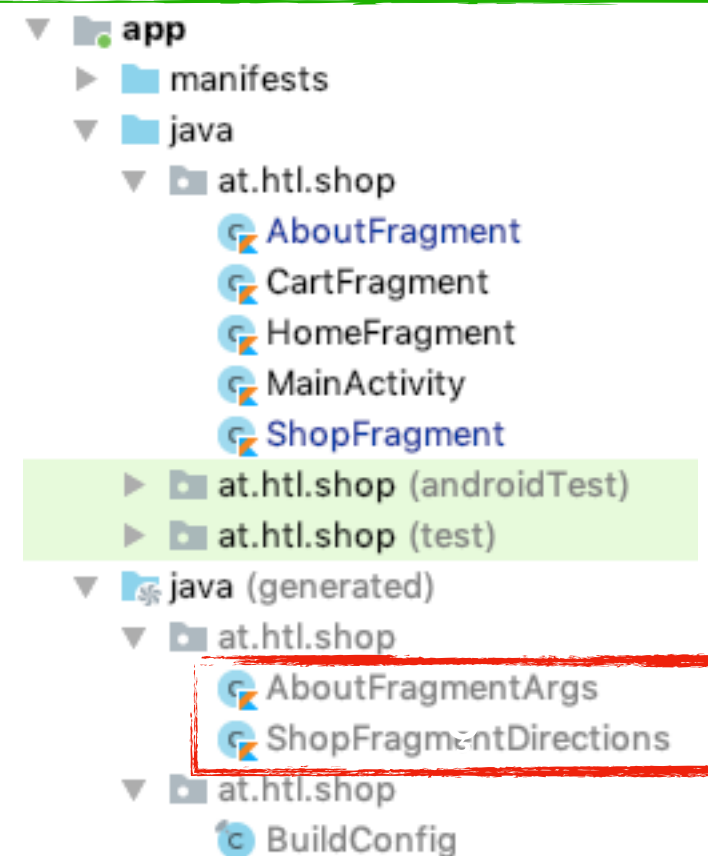 app
manifests
java
at.htl.shop
AboutFragment
CartFragment
HomeFragment
MainActivity
ShopFragment
at.htl.shop (androidTest)
at.htl.shop (test)
java (generated)
at.htl.shop
AboutFragmentArgs
ShopFragmentDirections
at.htl.shop
BuildConfig